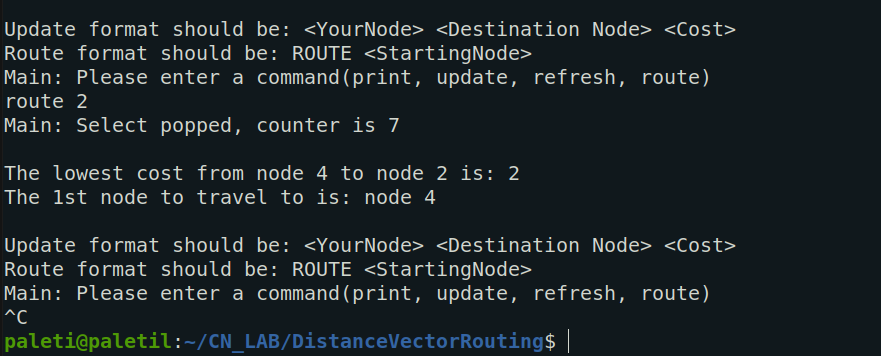 Update format should be: <YourNode> <Destination Node> <Cost>
Route format should be: ROUTE <StartingNode>
Main: Please enter a command(print, update, refresh, route)
route 2
Main: Select popped, counter is 7
The lowest cost from node 4 to node 2 is: 2
The 1st node to travel to is: node 4
Update format should be: <YourNode> <Destination Node> <Cost>
Route format should be: ROUTE <StartingNode>
Main: Please enter a command(print, update, refresh, route)
^C
paleti@paletil:~/CN_LAB/DistanceVectorRouting$